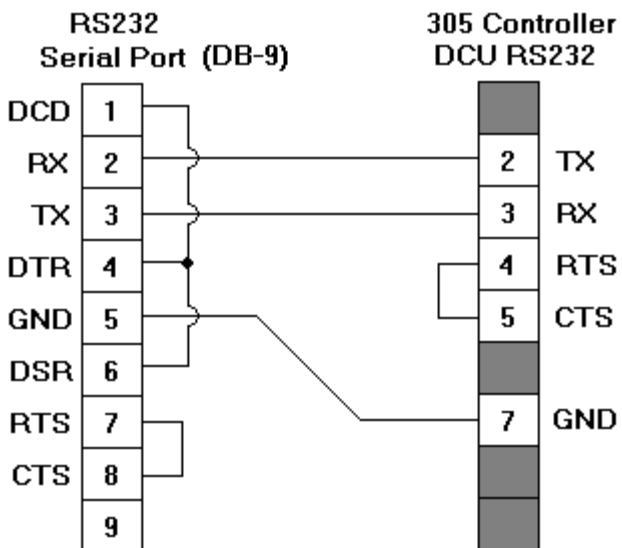 RS232
Serial Port (DB-9)
305 Controller
DCU RS232
DCD 1
RX 2
2 TX
TX 3
3 RX
DTR 4
4 RTS
GND 5
5 CTS
DSR 6
RTS 7
7 GND
CTS 8
9